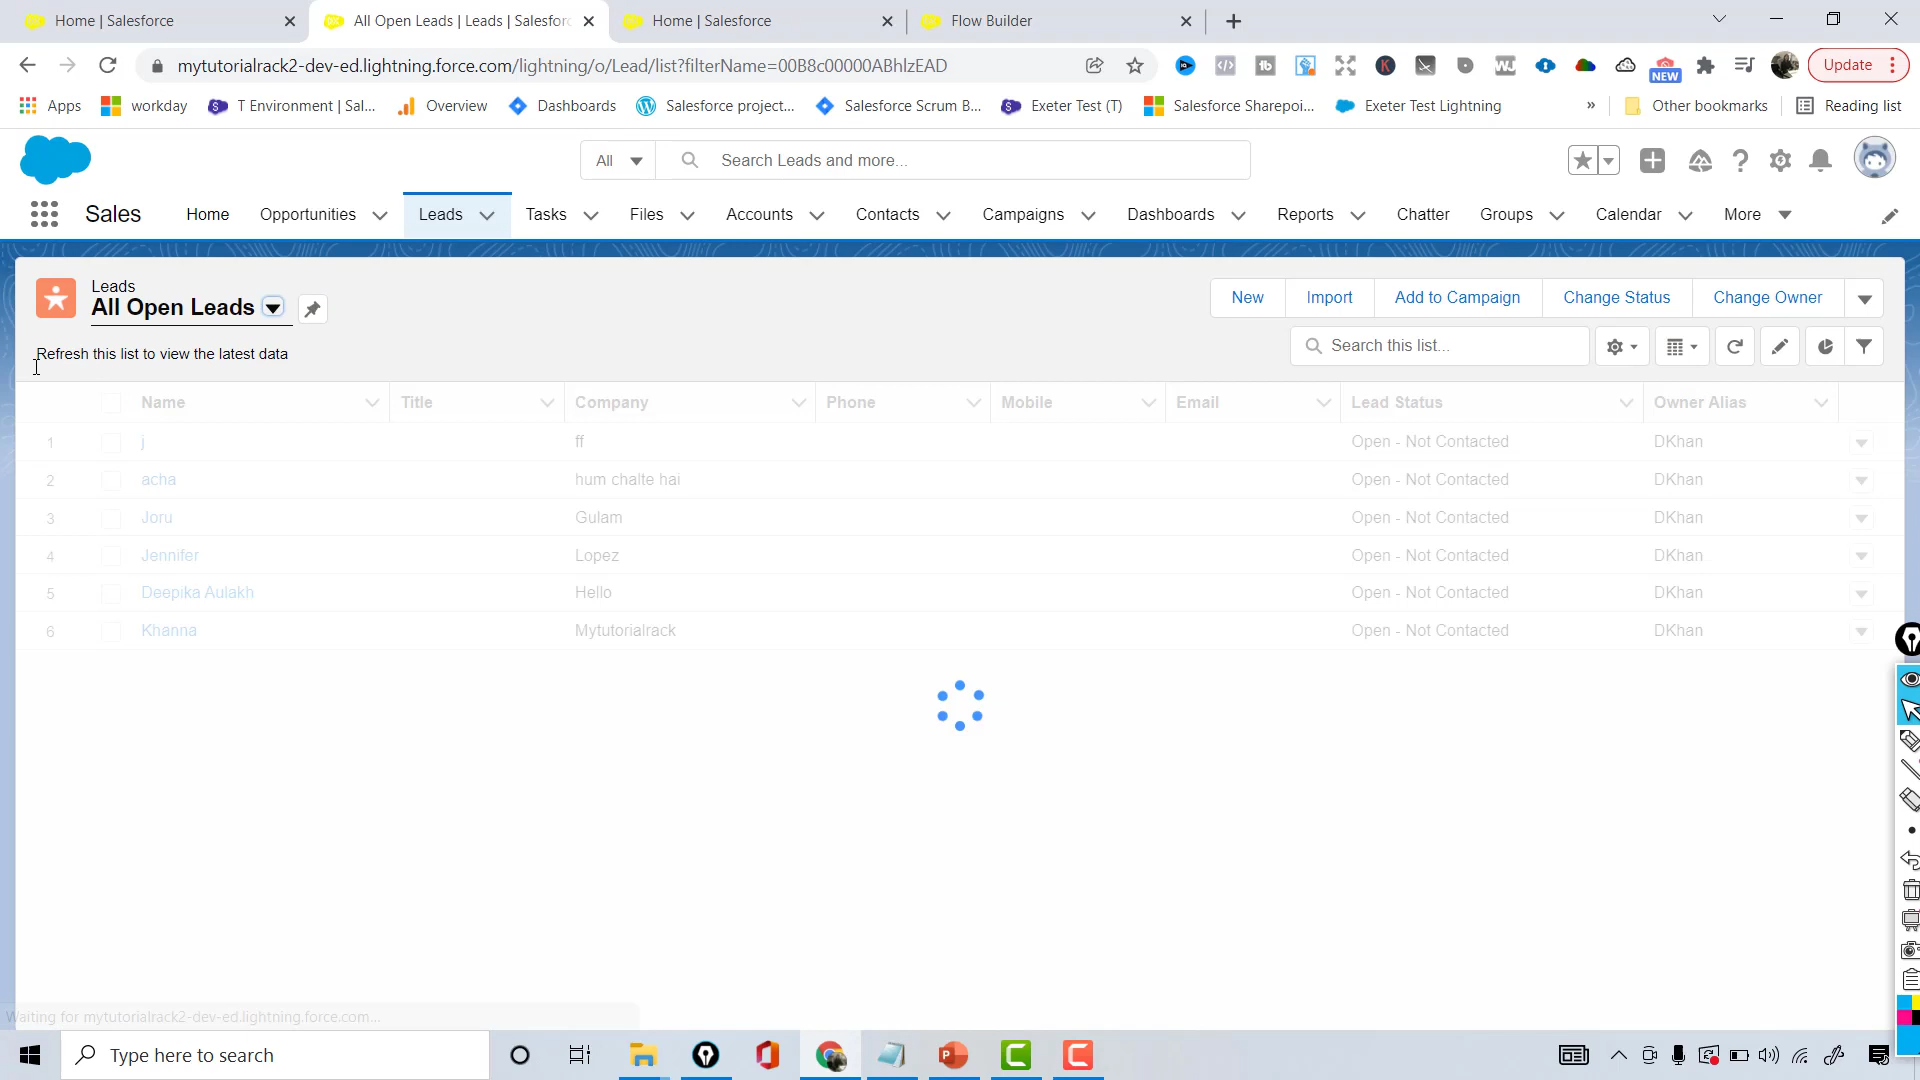 Home | Salesforce
All Open Leads | Leads | Salesforc
Home | Salesforce
Flow Builder
mytutorialrack2-dev-ed.lightning.force.com/lightning/o/Lead/list?filterName=00B8c00000ABhlzEAD
NEW
Update
Apps
workday
T Environment | Sal...
Overview
Dashboards
Salesforce project...
Salesforce Scrum B...
Exeter Test (T)
Salesforce Sharepoi...
Exeter Test Lightning
»
Other bookmarks
Reading list
All
Search Leads and more...
Sales
Home
Opportunities
Leads
Tasks
Files
Accounts
Contacts
Campaigns
Dashboards
Reports
Chatter
Groups
Calendar
More
Leads
All Open Leads
New
Import
Add to Campaign
Change Status
Change Owner
Refresh this list to view the latest data
Search this list...
Name Title Company Phone Mobile Email Lead Status Owner Alias
1 j ff Open - Not Contacted DKhan
2 acha hum chalte hai Open - Not Contacted DKhan
3 Joru Gulam Open - Not Contacted DKhan
4 Jennifer Lopez Open - Not Contacted DKhan
5 Deepika Aulakh Hello Open - Not Contacted DKhan
6 Khanna Mytutorialrack Open - Not Contacted DKhan
Waiting for mytutorialrack2-dev-ed.lightning.force.com...
Type here to search